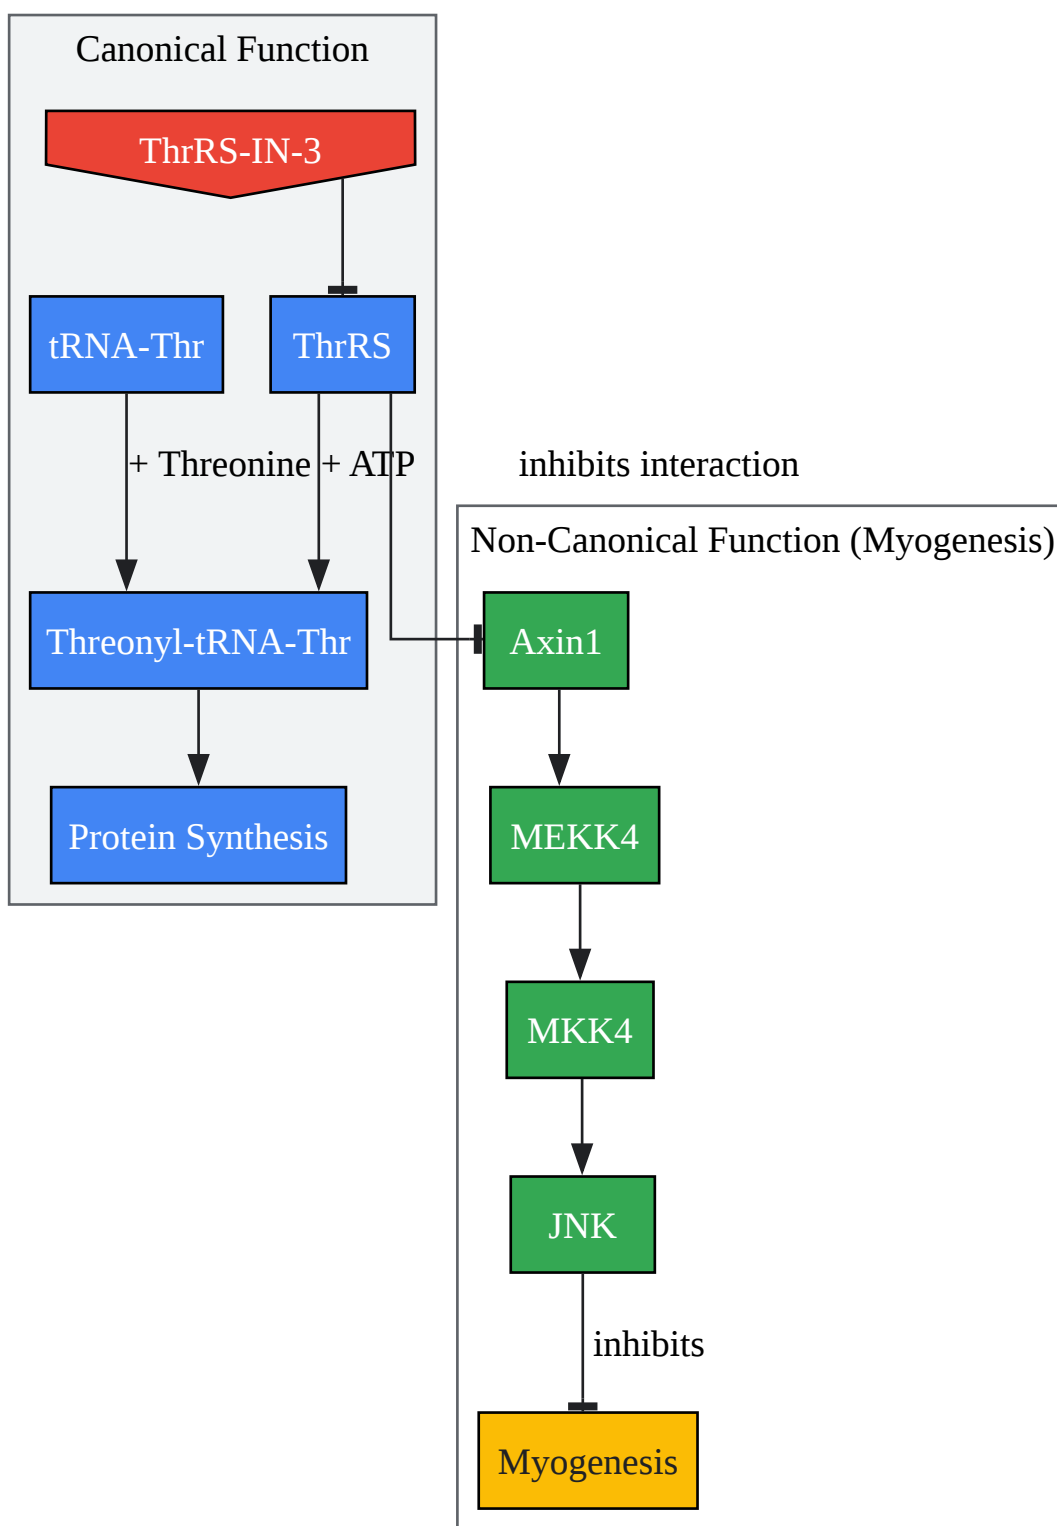 Canonical Function
ThrRS-IN-3
tRNA-Thr
ThrRS
+ Threonine
+ ATP
inhibits interaction
Non-Canonical Function (Myogenesis)
Threonyl-tRNA-Thr
Axin1
Protein Synthesis
MEKK4
MKK4
JNK
inhibits
Myogenesis